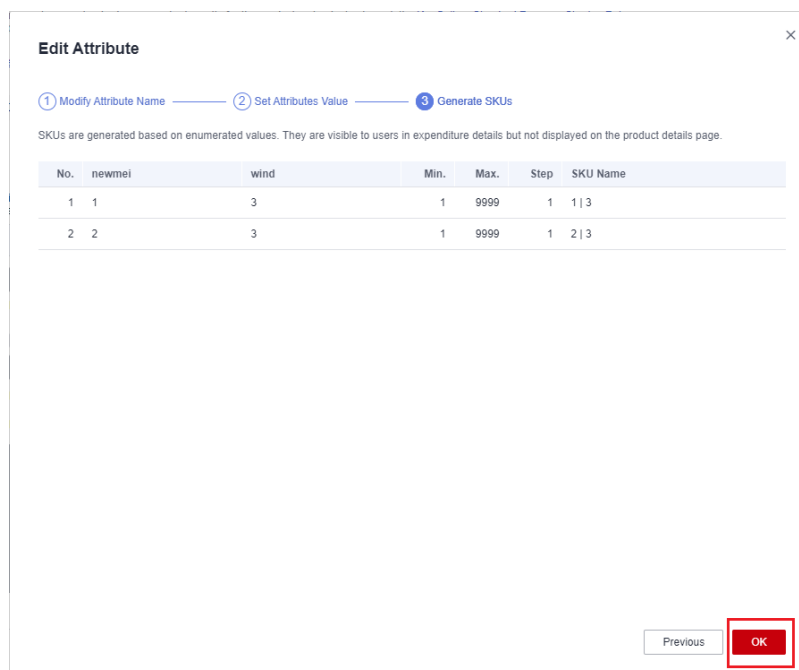 Edit Attribute
1 Modify Attribute Name 2 Set Attributes Value 3 Generate SKUs
SKUs are generated based on enumerated values. They are visible to users in expenditure details but not displayed on the product details page.
No. newmei wind Min. Max. Step SKU Name
1 1 3 1 9999 1 1 | 3
2 2 3 1 9999 1 2 | 3
Previous OK